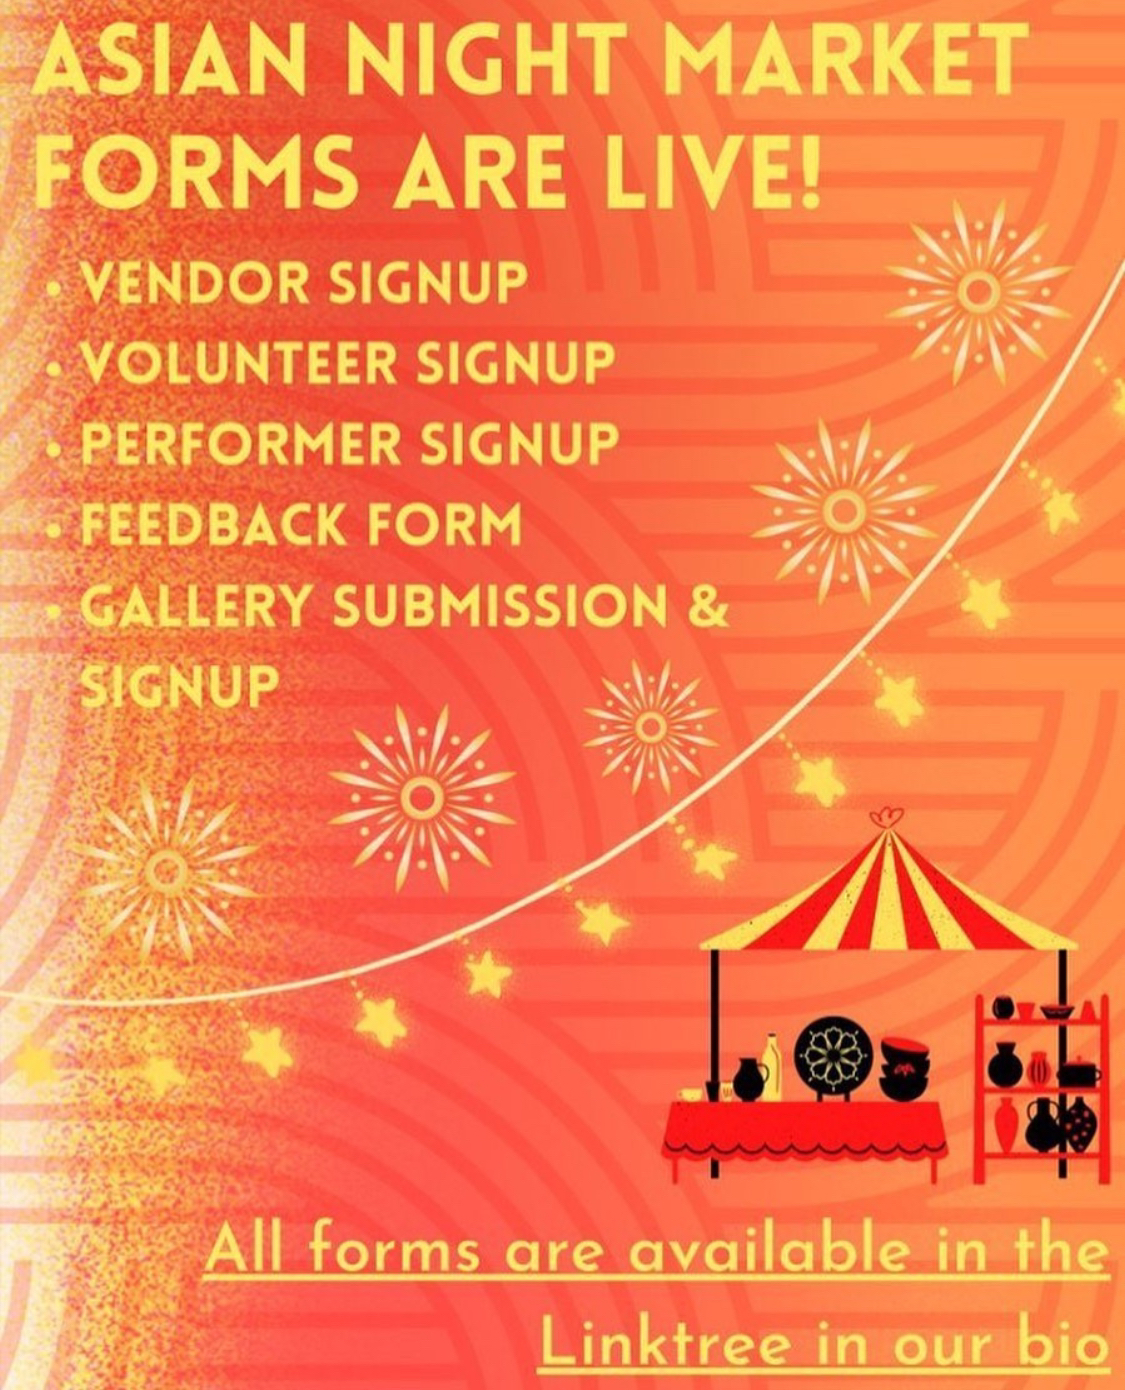 ASIAN NIGHT MARKET
FORMS ARE LIVE!
• VENDOR SIGNUP
• VOLUNTEER SIGNUP
• PERFORMER SIGNUP
• FEEDBACK FORM
• GALLERY SUBMISSION &
SIGNUP
All forms are available in the
Linktree in our bio